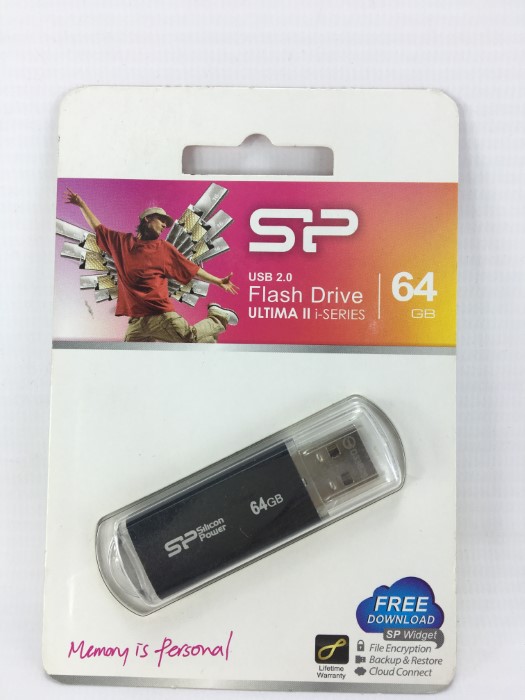 SP
USB 2.0
Flash Drive
ULTIMA II i-SERIES
64
GB
64GB
SP Silicon
Power
Memory is Personal
Lifetime
Warranty
FREE
DOWNLOAD
SP Widget
File Encryption
Backup & Restore
Cloud Connect